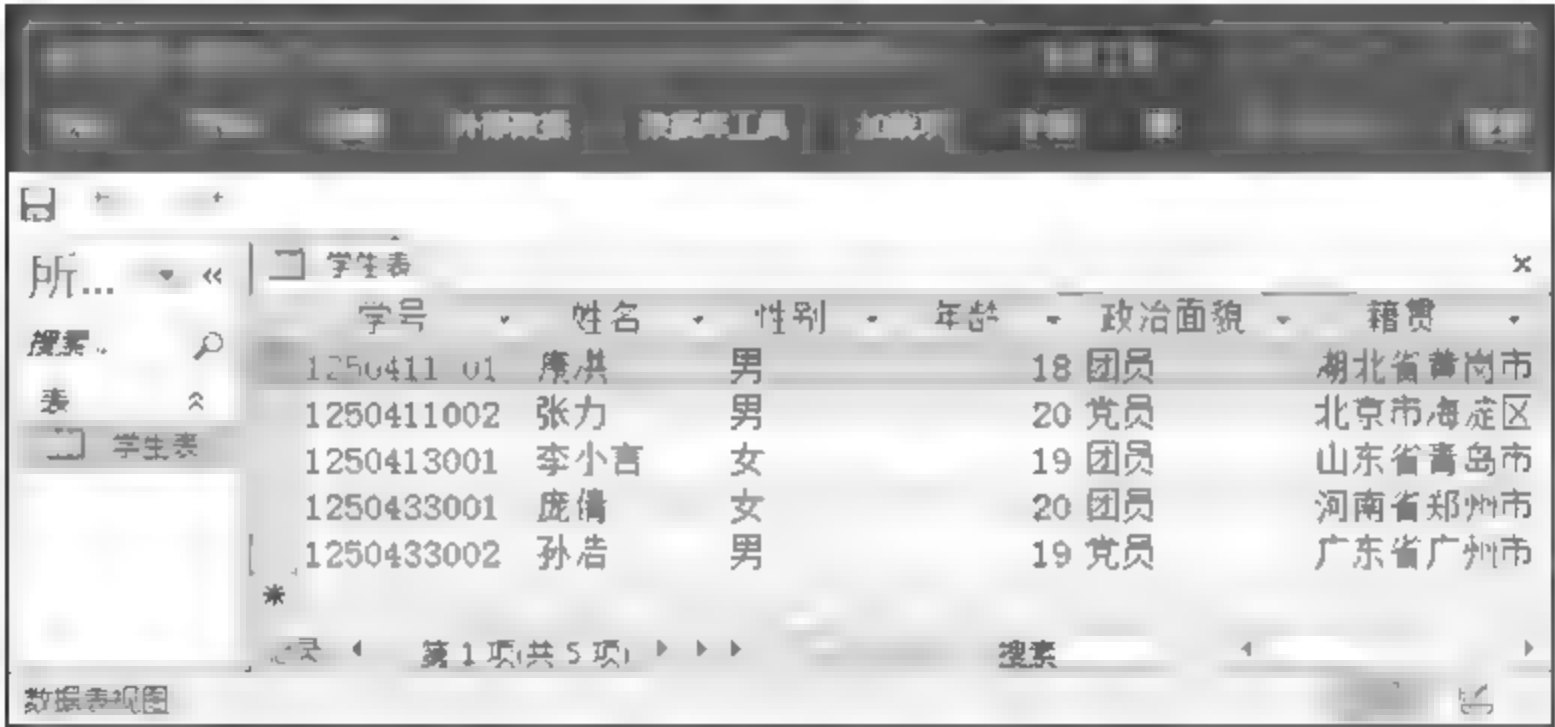 工具
所...
学生表
搜索..
学号 姓名 性别 年龄 政治面貌 籍贯
表
男 18 团员 湖北省黄冈市
1250411002 张力 男 20 党员 北京市海淀区
学生表
1250413001 李小言 女 19 团员 山东省青岛市
1250433001 庞倩 女 20 团员 河南省郑州市
1250433002 孙浩 男 19 党员 广东省广州市
第 1 项(共 5 项) 搜索
数据表视图